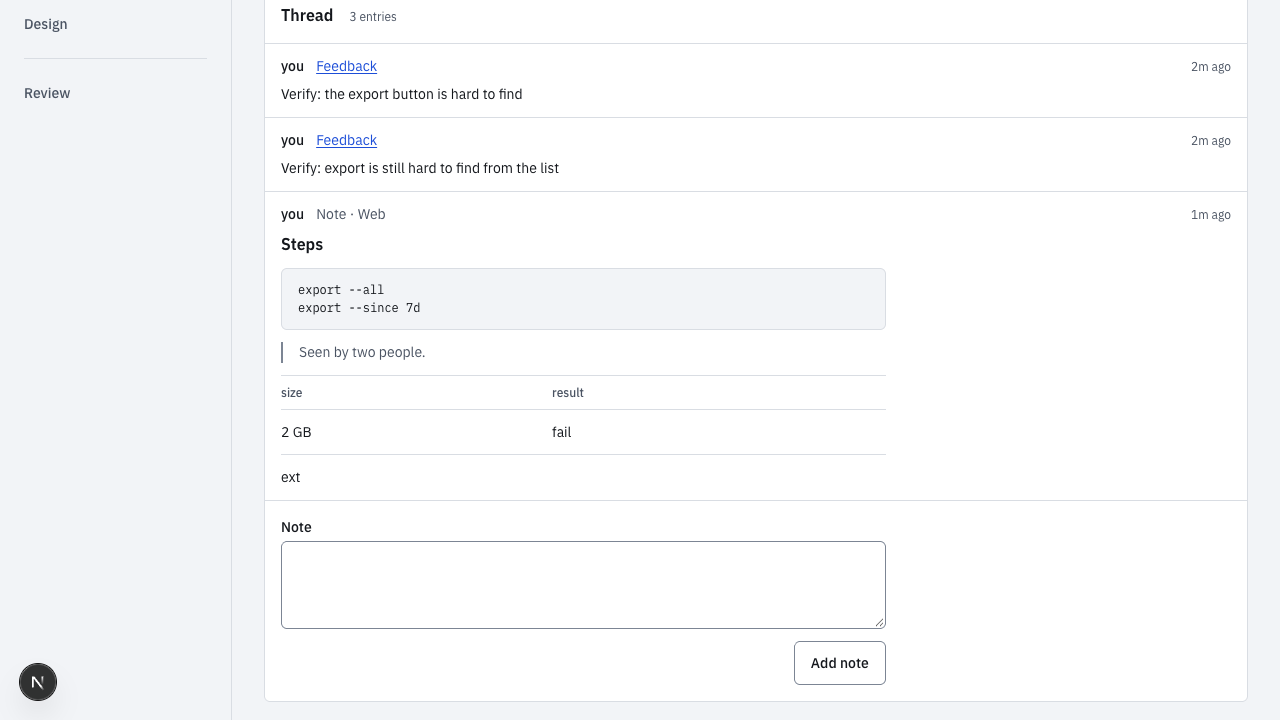 Design
Review
Thread 3 entries
you Feedback 2m ago
Verify: the export button is hard to find
you Feedback 2m ago
Verify: export is still hard to find from the list
you Note · Web 1m ago
Steps
export --all
export --since 7d
Seen by two people.
size result
2 GB fail
ext
Note
Add note
N